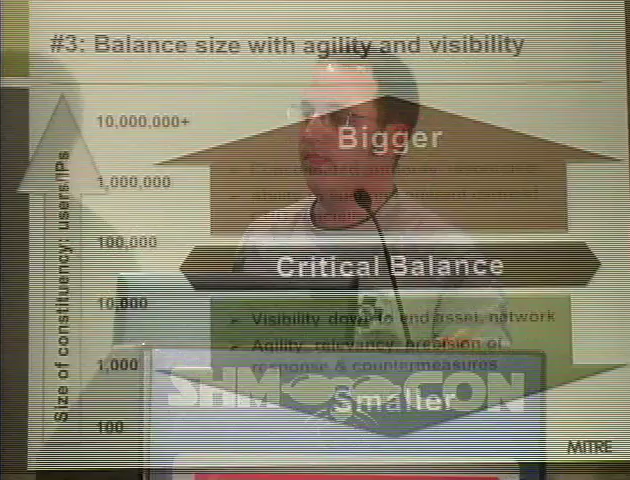 #3: Balance size with agility and visibility
10,000,000+
Bigger
1,000,000
100,000
Critical Balance
10,000
Visibility down to end asset, network
Agility, relevancy, precision of
response & countermeasures
1,000
SHMOOCON
Smaller
100
Size of constituency: users/IPs
MITRE